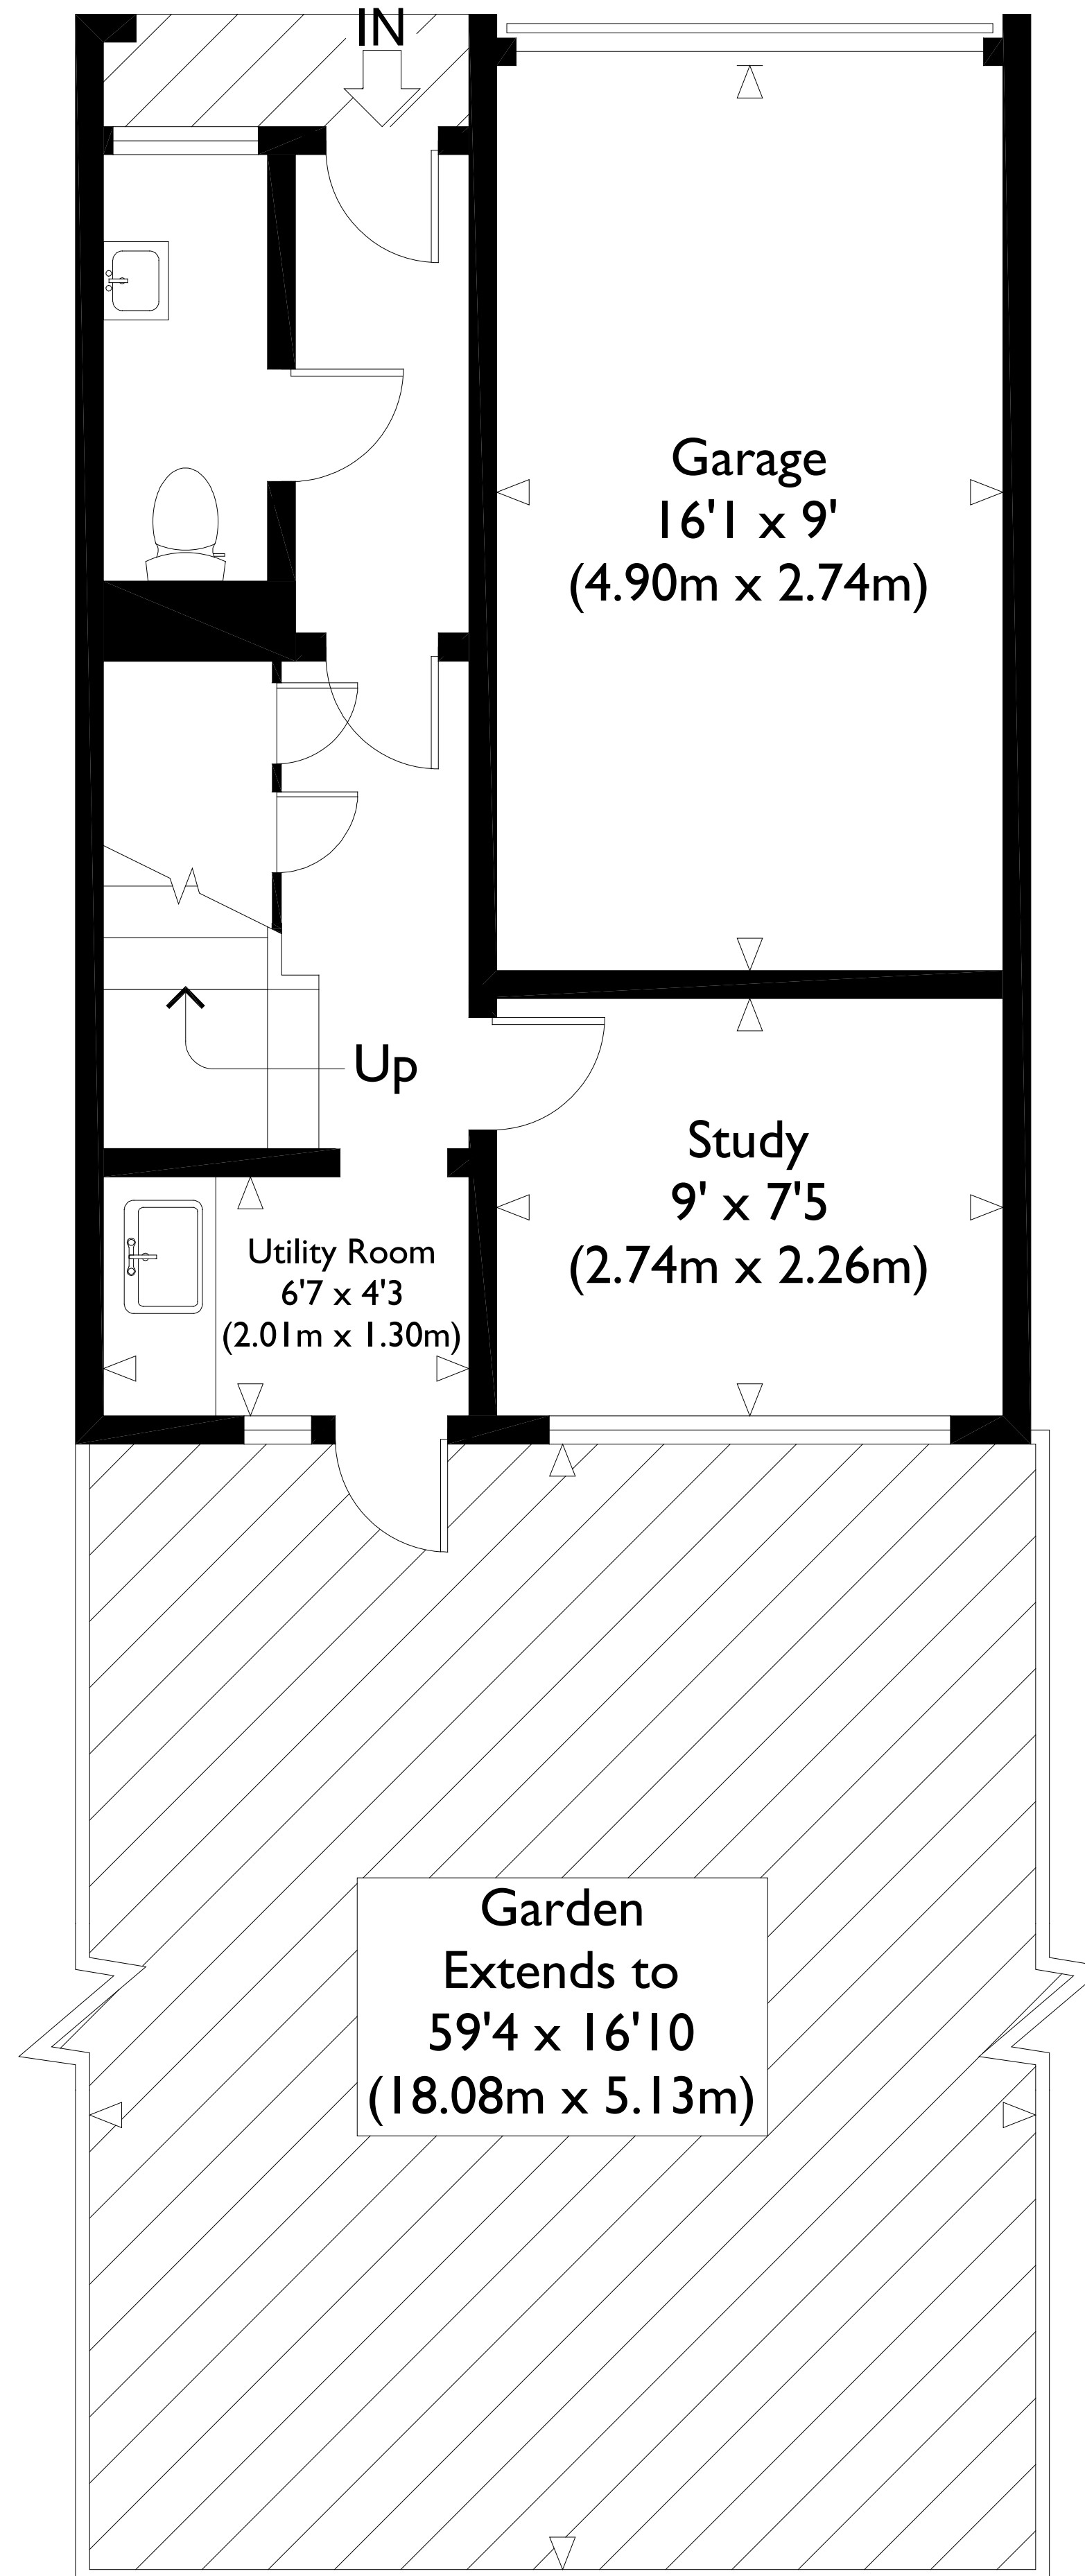 IN
Garage
16'1 x 9'
(4.90m x 2.74m)
Up
Study
9' x 7'5
(2.74m x 2.26m)
Utility Room
6'7 x 4'3
(2.01m x 1.30m)
Garden
Extends to
59'4 x 16'10
(18.08m x 5.13m)